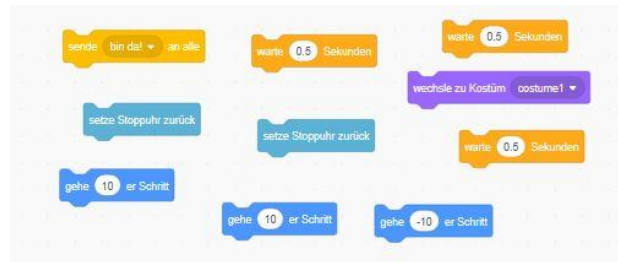 sende bin da! an alle
warte 0.5 Sekunden
warte 0.5 Sekunden
wechsle zu Kostüm costume1
setze Stoppuhr zurück
setze Stoppuhr zurück
warte 0.5 Sekunden
gehe 10 er Schritt
gehe 10 er Schritt
gehe -10 er Schritt